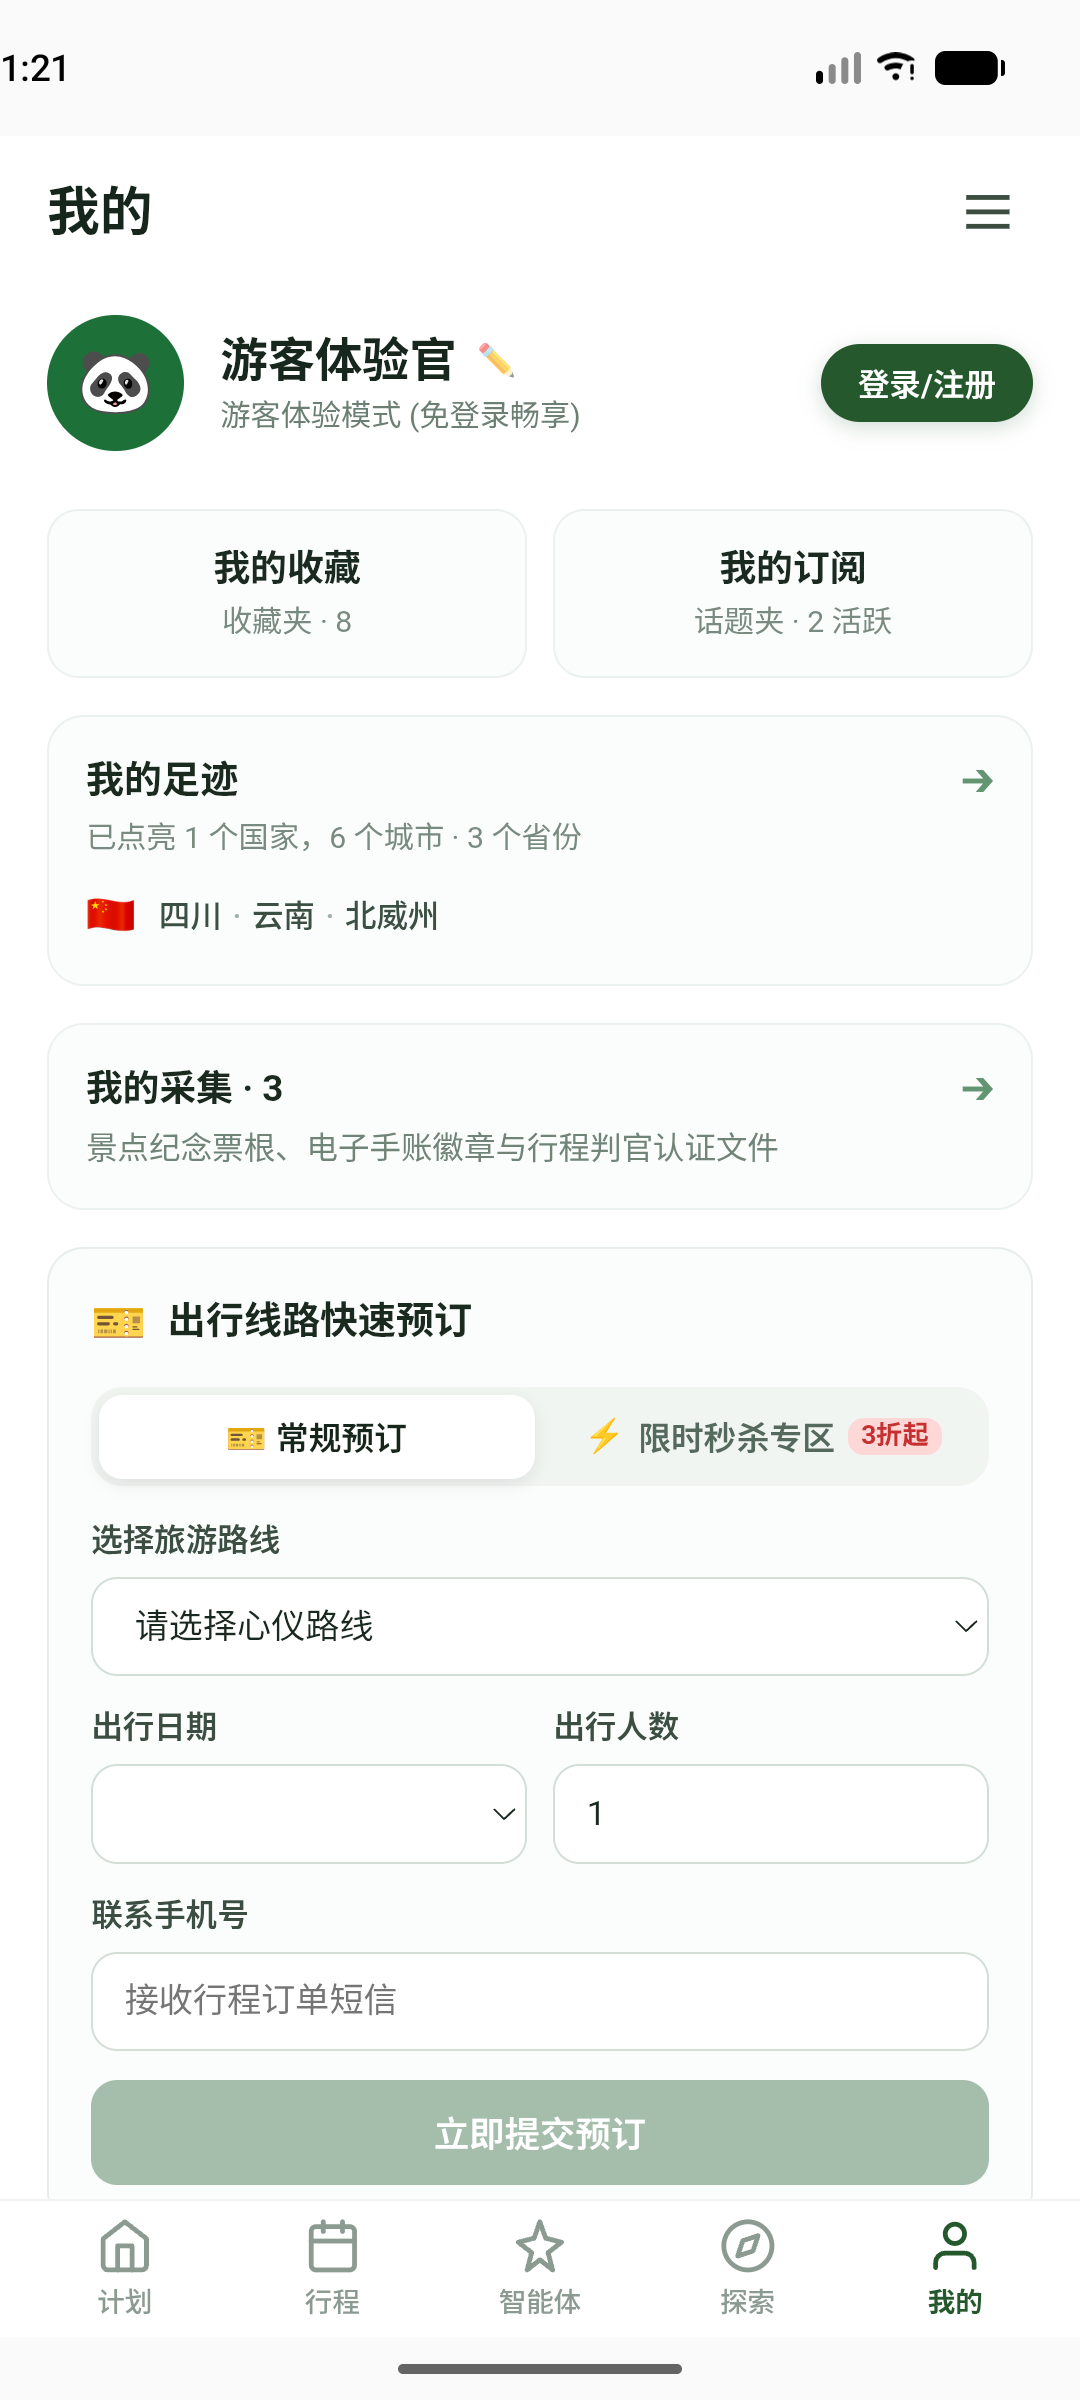 1:21
我的
游客体验官
游客体验模式 (免登录畅享)
登录/注册
我的收藏
收藏夹 · 8
我的订阅
话题夹 · 2 活跃
我的足迹
已点亮 1 个国家，6 个城市 · 3 个省份
四川 · 云南 · 北威州
我的采集 · 3
景点纪念票根、电子手账徽章与行程判官认证文件
出行线路快速预订
常规预订
限时秒杀专区 3折起
选择旅游路线
请选择心仪路线
出行日期
出行人数
1
联系手机号
接收行程订单短信
立即提交预订
计划
行程
智能体
探索
我的